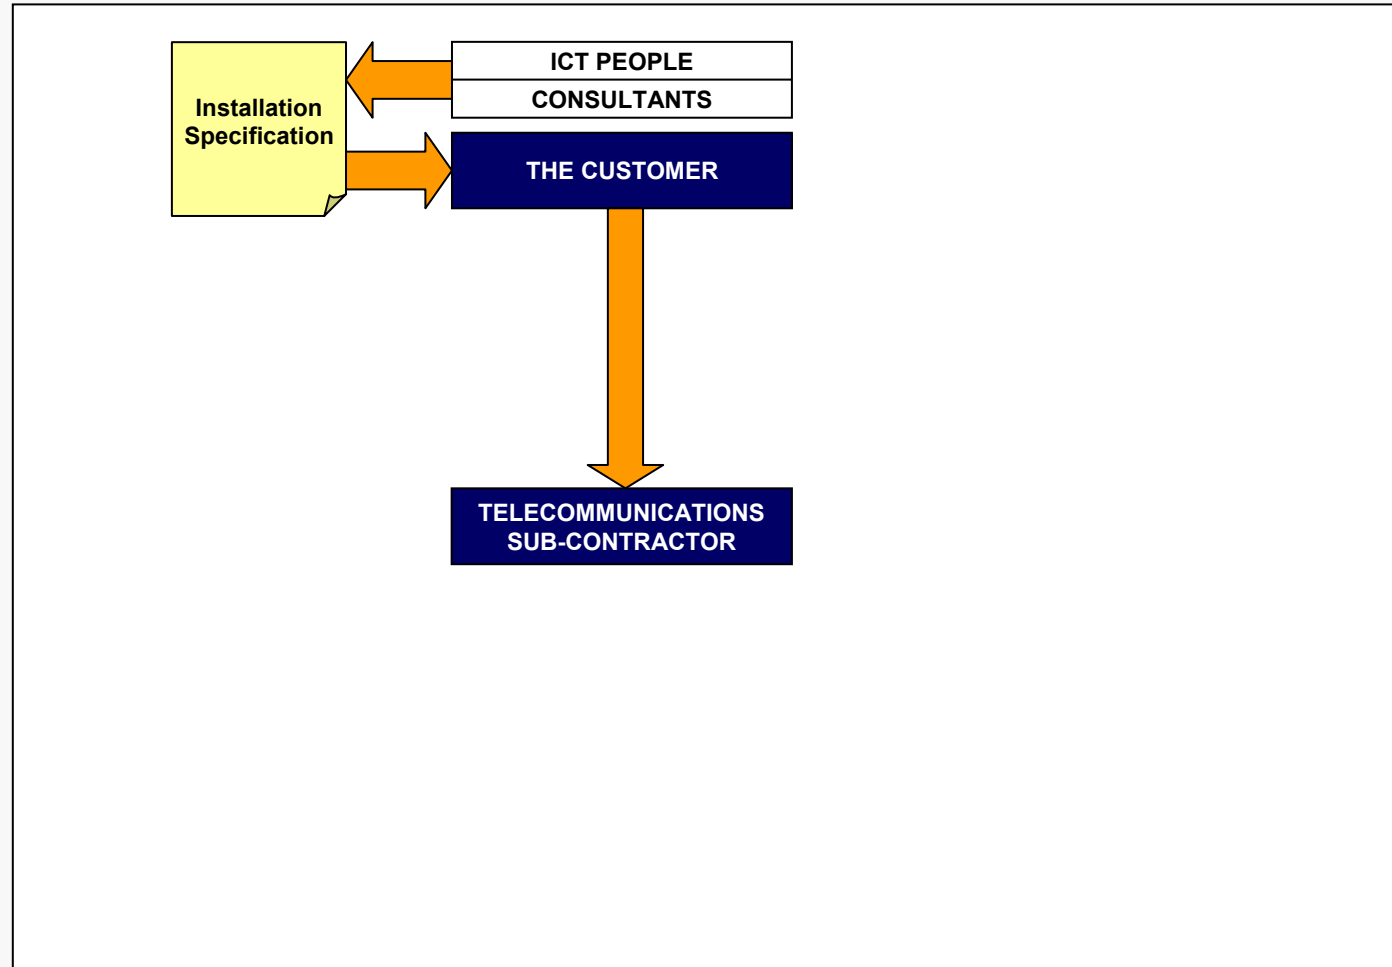 Installation
Specification
ICT PEOPLE
CONSULTANTS
THE CUSTOMER
TELECOMMUNICATIONS
SUB-CONTRACTOR